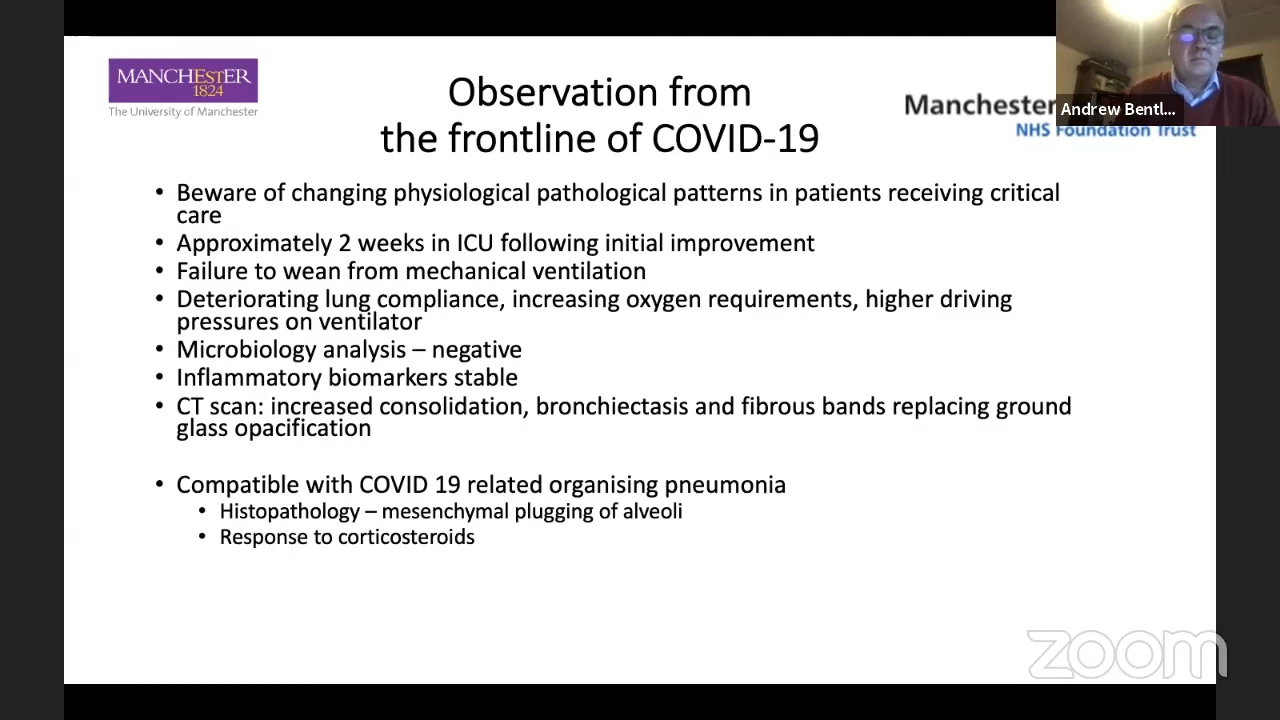 MANCHESTER
1824
The University of Manchester
Observation from
the frontline of COVID-19
Manchester
NHS Foundation Trust
Andrew Bentl...
• Beware of changing physiological pathological patterns in patients receiving critical
care
• Approximately 2 weeks in ICU following initial improvement
• Failure to wean from mechanical ventilation
• Deteriorating lung compliance, increasing oxygen requirements, higher driving
pressures on ventilator
• Microbiology analysis – negative
• Inflammatory biomarkers stable
• CT scan: increased consolidation, bronchiectasis and fibrous bands replacing ground
glass opacification
• Compatible with COVID 19 related organising pneumonia
• Histopathology – mesenchymal plugging of alveoli
• Response to corticosteroids
zoom